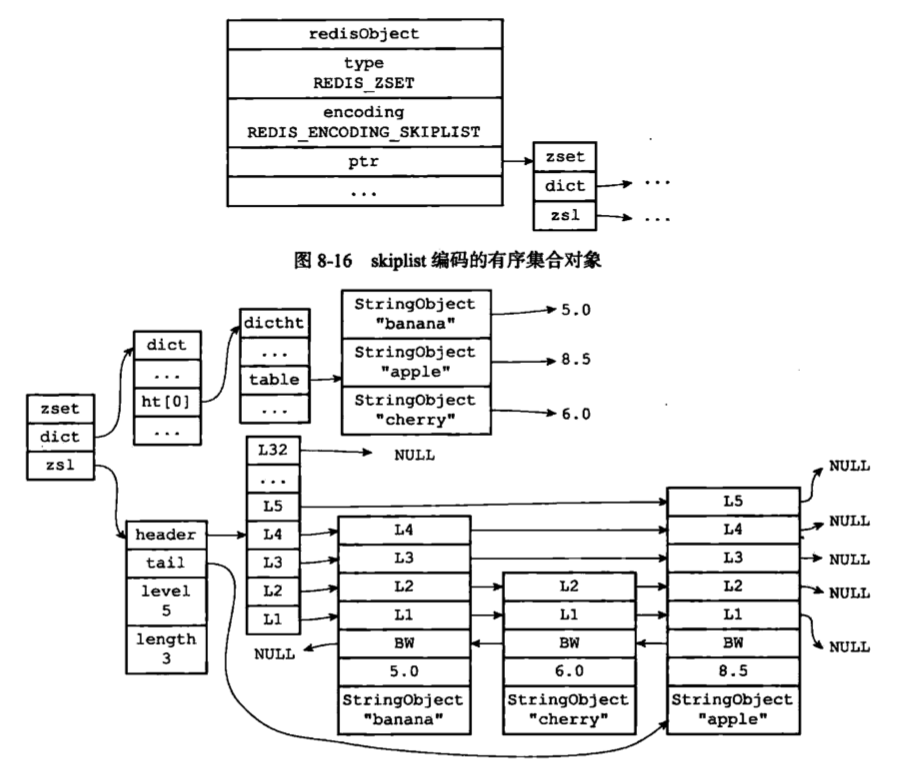 redisObject
type
REDIS_ZSET
encoding
REDIS_ENCODING_SKIPLIST
ptr
...
zset
dict
...
zsl
...
图 8-16 skiplist 编码的有序集合对象
zset
dict
zsl
dict
...
ht[0]
...
dictht
...
table
...
StringObject
"banana"
5.0
StringObject
"apple"
8.5
StringObject
"cherry"
6.0
header
tail
level
5
length
3
L32
NULL
...
L5
L4
L3
L2
L1
NULL
L4
L3
L2
L1
BW
5.0
StringObject
"banana"
L2
L1
BW
6.0
StringObject
"cherry"
L5
L4
L3
L2
L1
BW
8.5
StringObject
"apple"
NULL
NULL
NULL
NULL
NULL